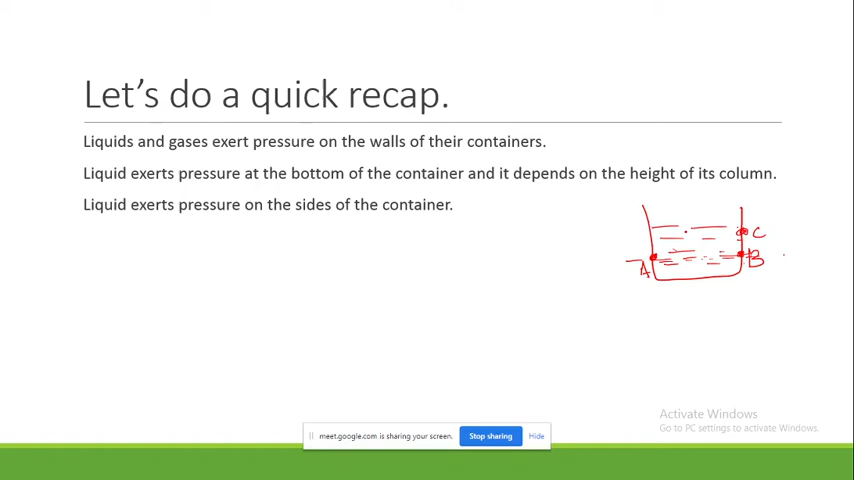 Let's do a quick recap.
Liquids and gases exert pressure on the walls of their containers.
Liquid exerts pressure at the bottom of the container and it depends on the height of its column.
Liquid exerts pressure on the sides of the container.
C
A
B
Activate Windows
Go to PC settings to activate Windows.
meet.google.com is sharing your screen. Stop sharing Hide